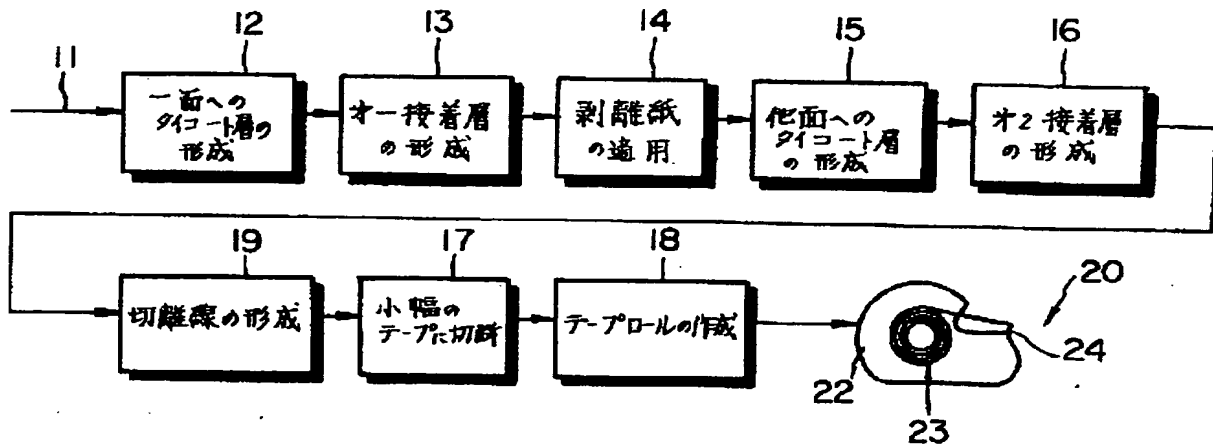 11
12
一面への
タイコート層の
形成
13
オ一接着層
の形成
14
剥離紙
の適用
15
他面への
タイコート層
の形成
16
オ2接着層
の形成
19
切離線の形成
17
小幅の
テープに切断
18
テープロールの作成
20
22
23
24